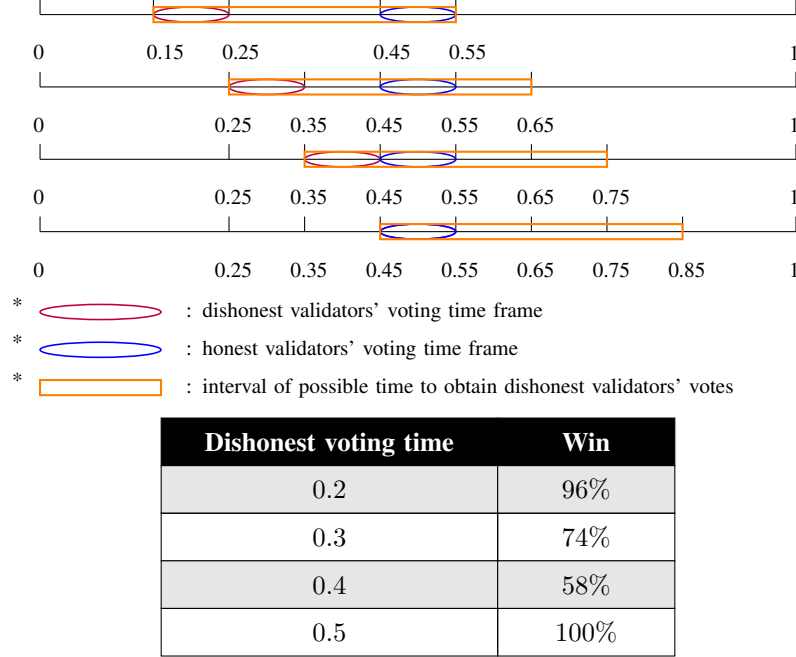 0 0.15 0.25 0.45 0.55 1
0 0.25 0.35 0.45 0.55 0.65 1
0 0.25 0.35 0.45 0.55 0.65 0.75 1
0 0.25 0.35 0.45 0.55 0.65 0.75 0.85 1
* : dishonest validators’ voting time frame
* : honest validators’ voting time frame
* : interval of possible time to obtain dishonest validators’ votes
Dishonest voting time Win
0.2 96%
0.3 74%
0.4 58%
0.5 100%